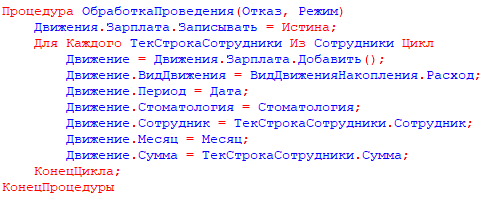 Процедура ОбработкаПроведения(Отказ, Режим)
Движения.Зарплата.Записывать = Истина;
Для Каждого ТекСтрокаСотрудники Из Сотрудники Цикл
Движение = Движения.Зарплата.Добавить();
Движение.ВидДвижения = ВидДвиженияНакопления.Расход;
Движение.Период = Дата;
Движение.Стоматология = Стоматология;
Движение.Сотрудник = ТекСтрокаСотрудники.Сотрудник;
Движение.Месяц = Месяц;
Движение.Сумма = ТекСтрокаСотрудники.Сумма;
КонецЦикла;
КонецПроцедуры